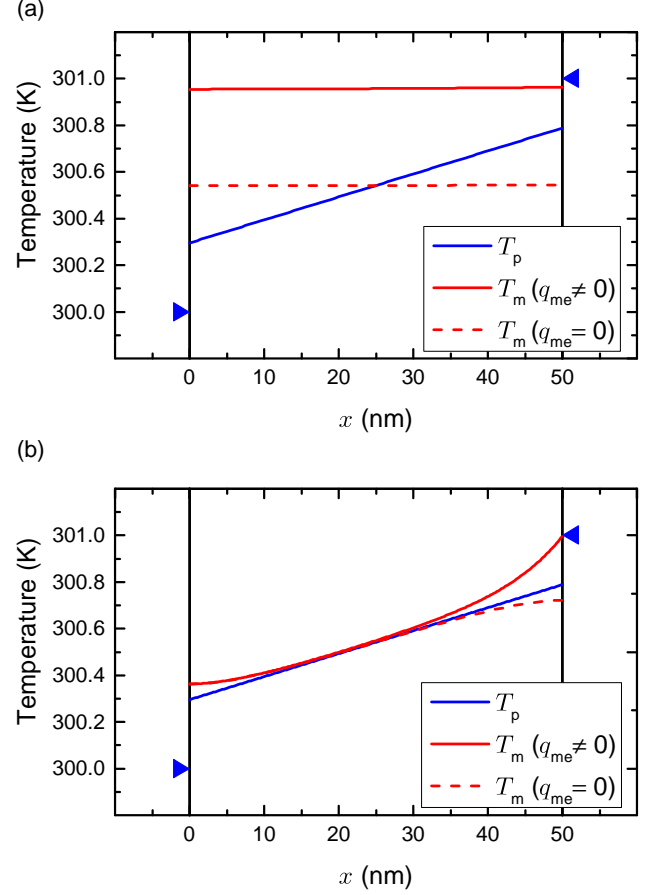 (a)
301.0
300.8
300.6
300.4
300.2
300.0
Temperature (K)
T_p
T_m (q_me ≠ 0)
T_m (q_me = 0)
0 10 20 30 40 50
x (nm)
(b)
301.0
300.8
300.6
300.4
300.2
300.0
Temperature (K)
T_p
T_m (q_me ≠ 0)
T_m (q_me = 0)
0 10 20 30 40 50
x (nm)